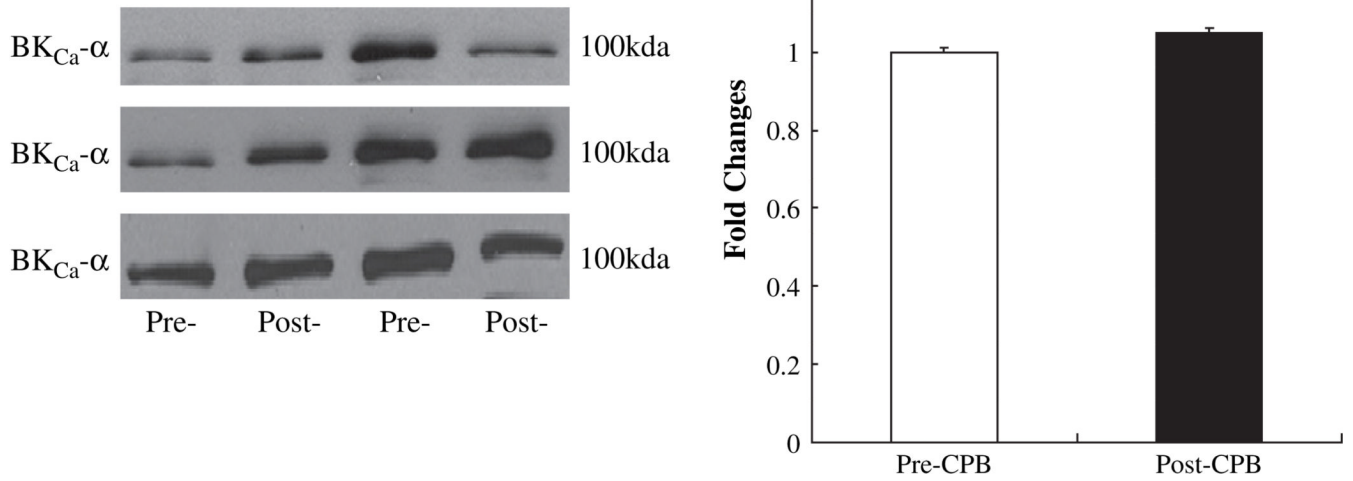 BKCa-α 100kda
BKCa-α 100kda
BKCa-α 100kda
Pre- Post- Pre- Post-
Fold Changes
1
0.8
0.6
0.4
0.2
0
Pre-CPB Post-CPB